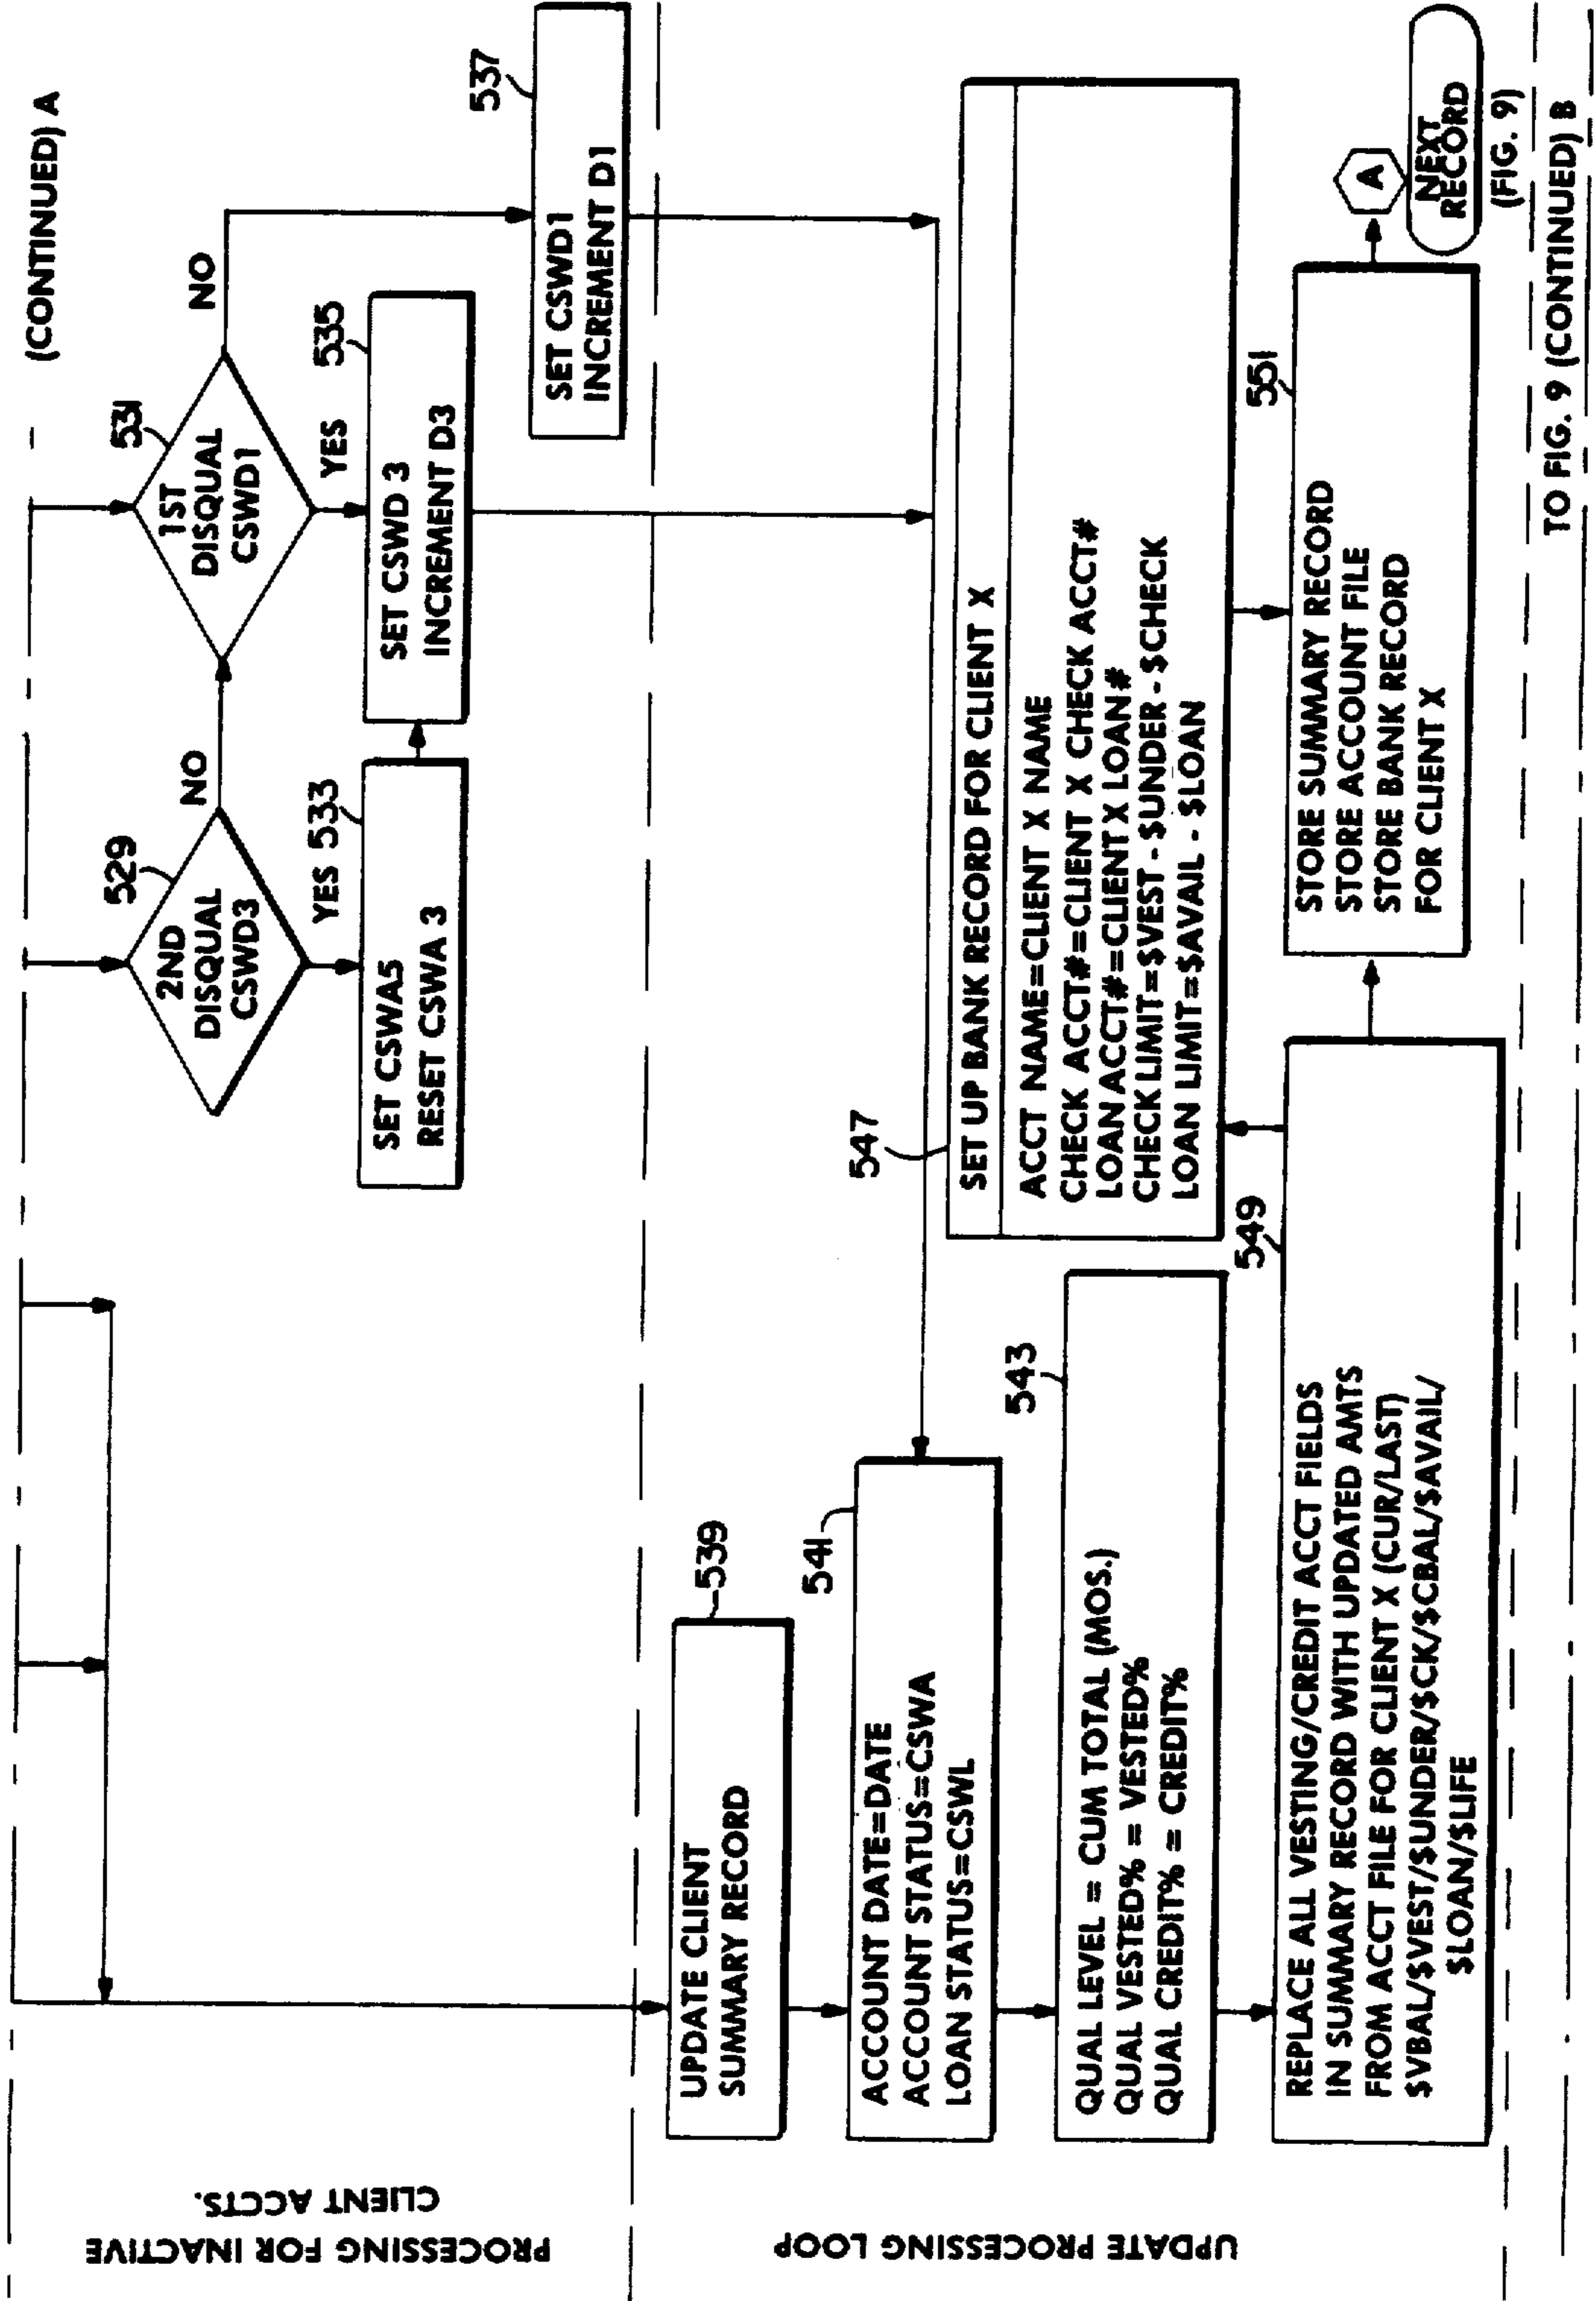 (CONTINUED) A
PROCESSING FOR INACTIVE
CLIENT ACCTS.
529
2ND
DISQUAL
CSWD3
NO
YES 533
531
1ST
DISQUAL
CSWD1
NO
YES
535
SET CSWA5
RESET CSWA 3
SET CSWD 3
INCREMENT D3
537
SET CSWD1
INCREMENT D1
UPDATE PROCESSING LOOP
539
UPDATE CLIENT
SUMMARY RECORD
541
ACCOUNT DATE=DATE
ACCOUNT STATUS=CSWA
LOAN STATUS=CSWL
543
QUAL LEVEL = CUM TOTAL (MOS.)
QUAL VESTED% = VESTED%
QUAL CREDIT% = CREDIT%
547
SET UP BANK RECORD FOR CLIENT X
ACCT NAME=CLIENT X NAME
CHECK ACCT#=CLIENT X CHECK ACCT#
LOAN ACCT#=CLIENT X LOAN#
CHECK LIMIT=$VEST-$UNDER-$CHECK
LOAN LIMIT=$AVAIL - $LOAN
549
REPLACE ALL VESTING/CREDIT ACCT FIELDS
IN SUMMARY RECORD WITH UPDATED AMTS
FROM ACCT FILE FOR CLIENT X (CUR/LAST)
$VBAL/$VEST/$UNDER/$CK/$CBAL/$AVAIL/
$LOAN/$LIFE
551
STORE SUMMARY RECORD
STORE ACCOUNT FILE
STORE BANK RECORD
FOR CLIENT X
A
NEXT
RECORD
(FIG. 9)
TO FIG. 9 (CONTINUED) B